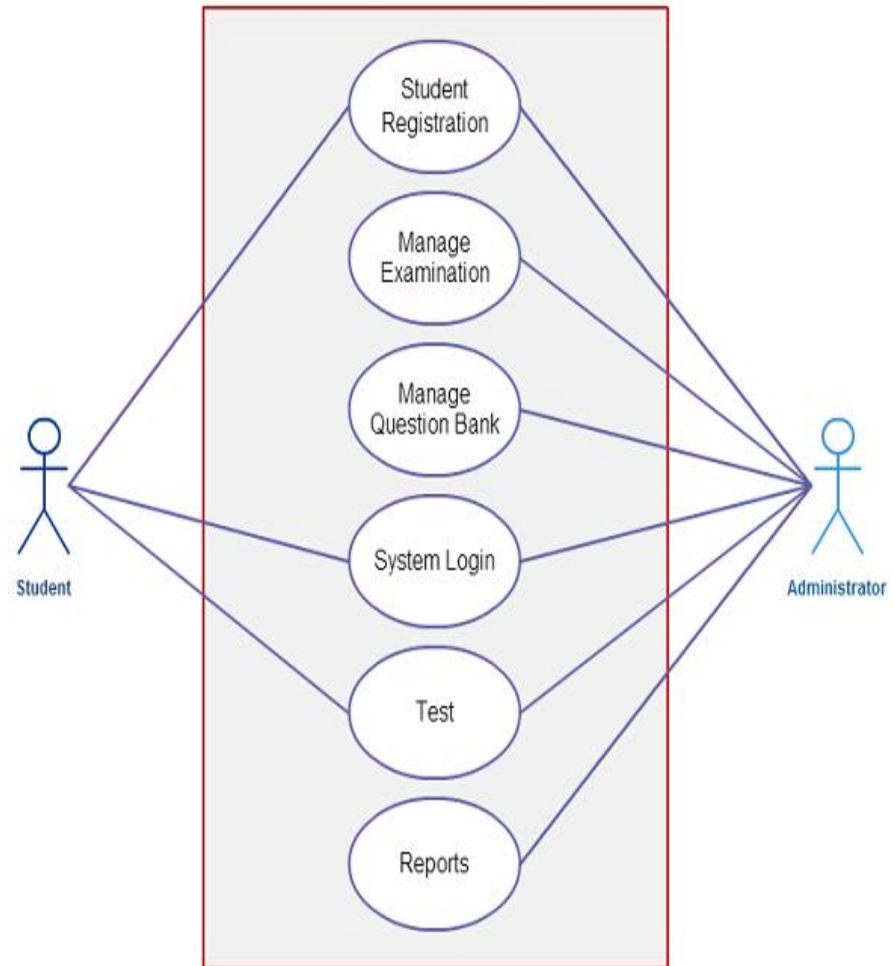 Student
Registration
Manage
Examination
Manage
Question Bank
System Login
Student
Administrator
Test
Reports